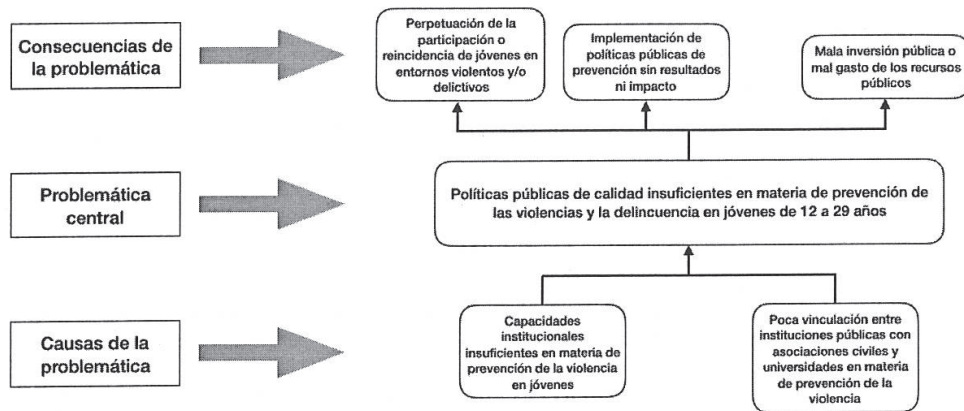 Consecuencias de
la problemática
Perpetuación de la
participación o
reincidencia de jóvenes en
entornos violentos y/o
delictivos
Implementación de
políticas públicas de
prevención sin resultados
ni impacto
Mala inversión pública o
mal gasto de los recursos
públicos
Problemática
central
Políticas públicas de calidad insuficientes en materia de prevención de
las violencias y la delincuencia en jóvenes de 12 a 29 años
Causas de la
problemática
Capacidades
institucionales
insuficientes en materia de
prevención de la violencia
en jóvenes
Poca vinculación entre
instituciones públicas con
asociaciones civiles y
universidades en materia
de prevención de la
violencia